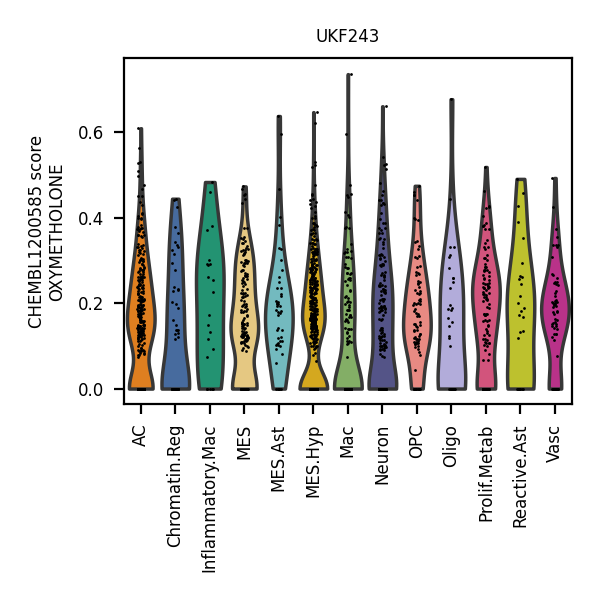 UKF243
CHEMBL1200585 score
OXYMETHOLONE
0.6
0.4
0.2
0.0
AC
Chromatin.Reg
Inflammatory.Mac
MES
MES.Ast
MES.Hyp
Mac
Neuron
OPC
Oligo
Prolif.Metab
Reactive.Ast
Vasc